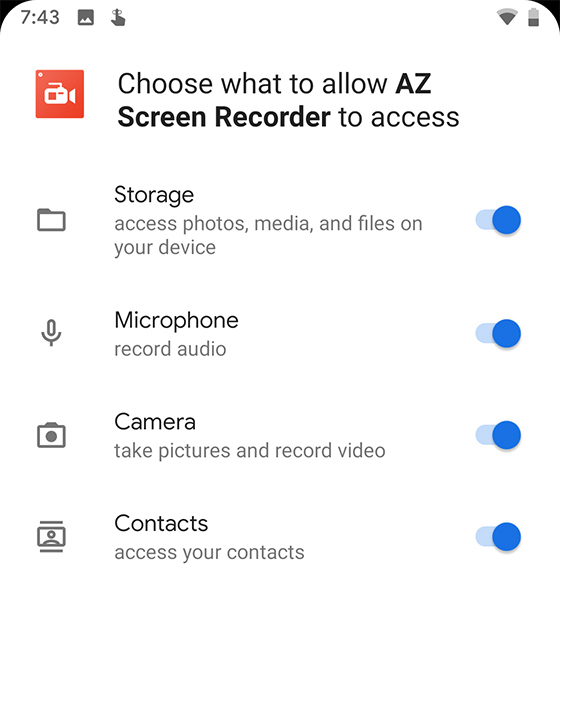 7:43
Choose what to allow AZ
Screen Recorder to access
Storage
access photos, media, and files on
your device
Microphone
record audio
Camera
take pictures and record video
Contacts
access your contacts